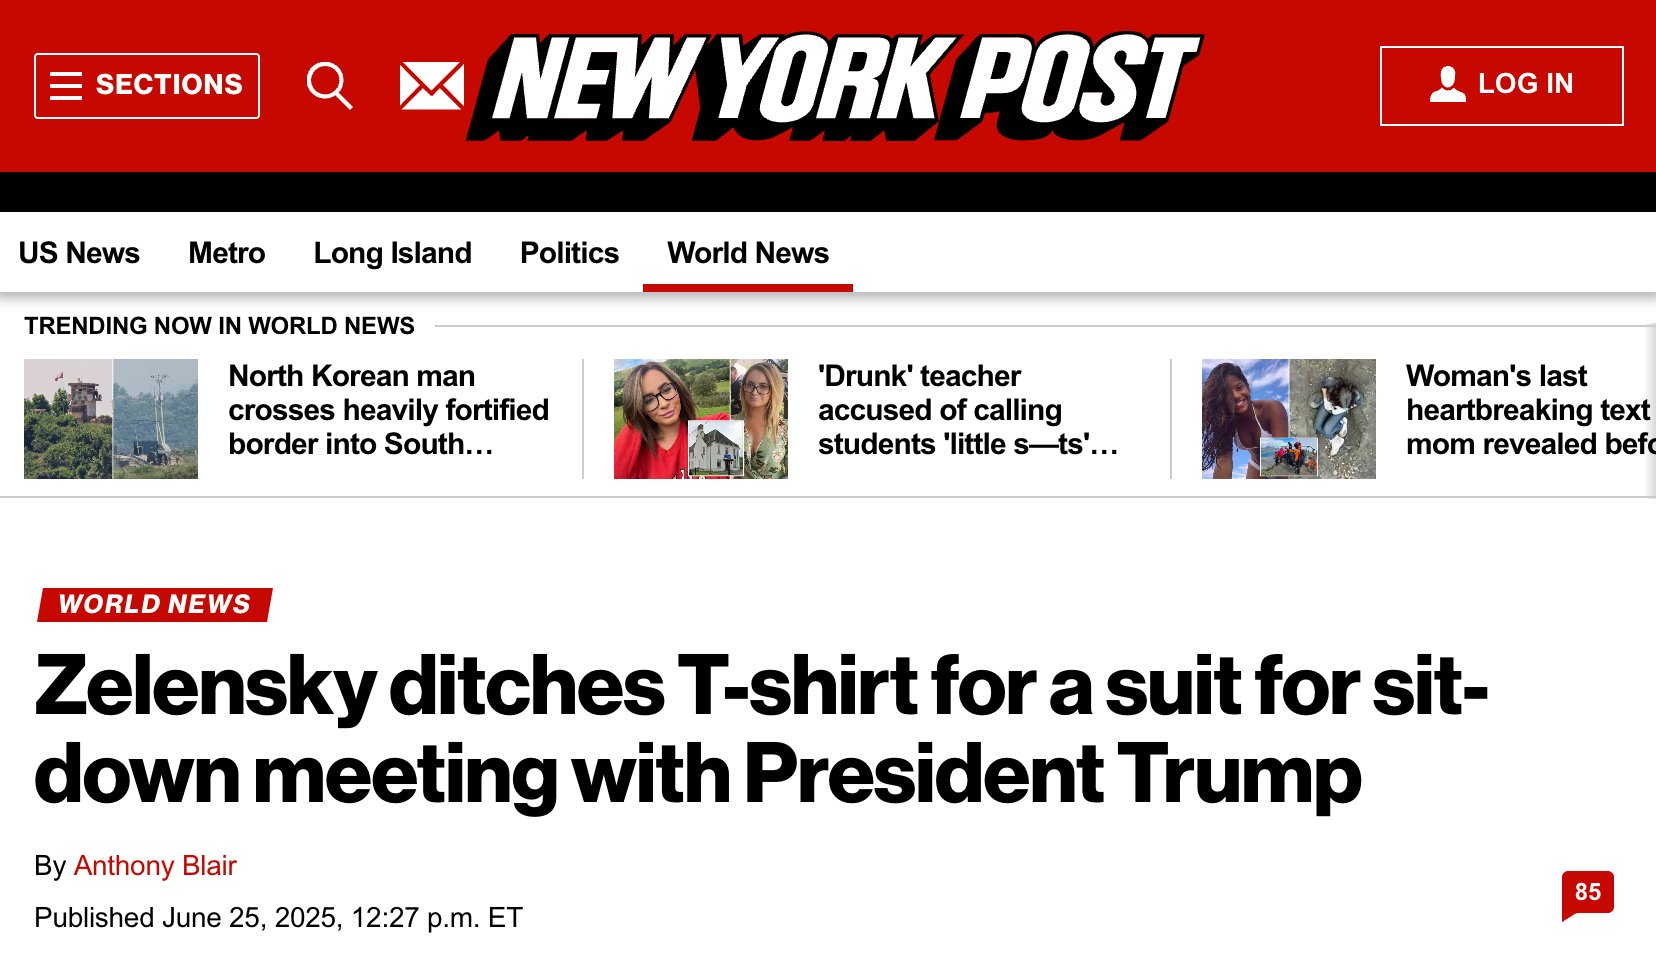 SECTIONS
NEW YORK POST
LOG IN
US News Metro Long Island Politics World News
TRENDING NOW IN WORLD NEWS
North Korean man
crosses heavily fortified
border into South…
'Drunk' teacher
accused of calling
students 'little s—ts'…
Woman's last
heartbreaking text
mom revealed
WORLD NEWS
Zelensky ditches T-shirt for a suit for sit-
down meeting with President Trump
By Anthony Blair
85
Published June 25, 2025, 12:27 p.m. ET